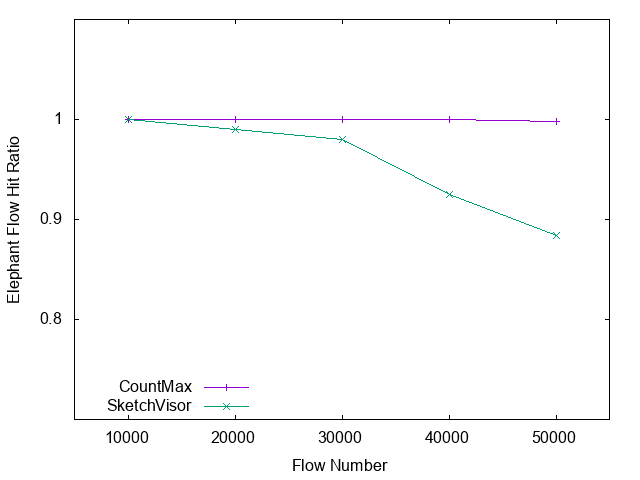 Elephant Flow Hit Ratio
1
0.9
0.8
CountMax
SketchVisor
10000 20000 30000 40000 50000
Flow Number